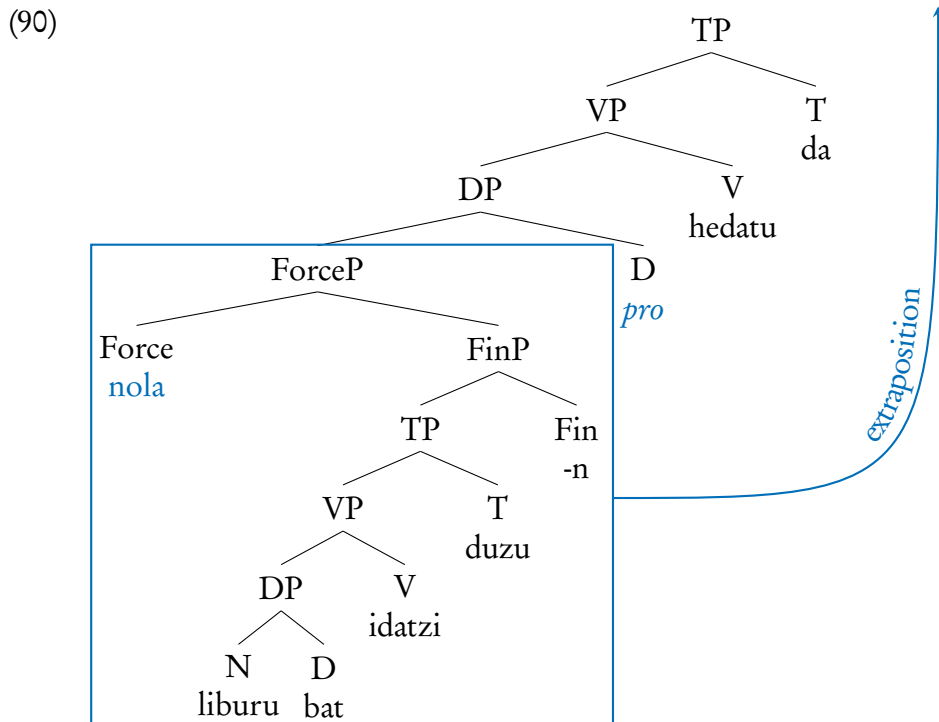 (90)
TP
VP T
da
DP V
hedatu
ForceP D
pro
Force FinP
nola
extraposition
TP Fin
-n
VP T
duzu
DP V
idatzi
N D
liburu bat